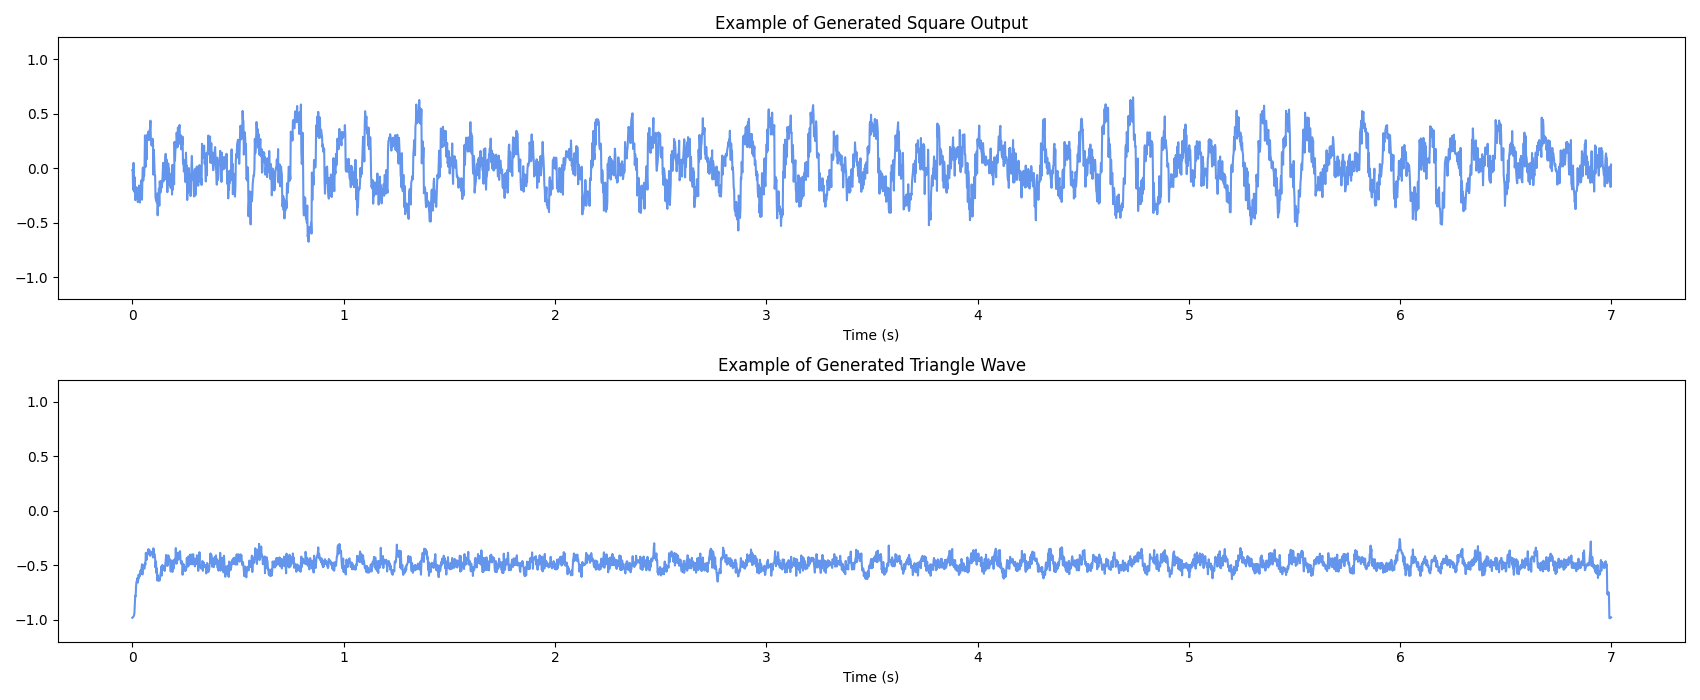 Example of Generated Square Output
1.0
0.5
0.0
−0.5
−1.0
0 1 2 3 4 5 6 7
Time (s)
Example of Generated Triangle Wave
1.0
0.5
0.0
−0.5
−1.0
0 1 2 3 4 5 6 7
Time (s)